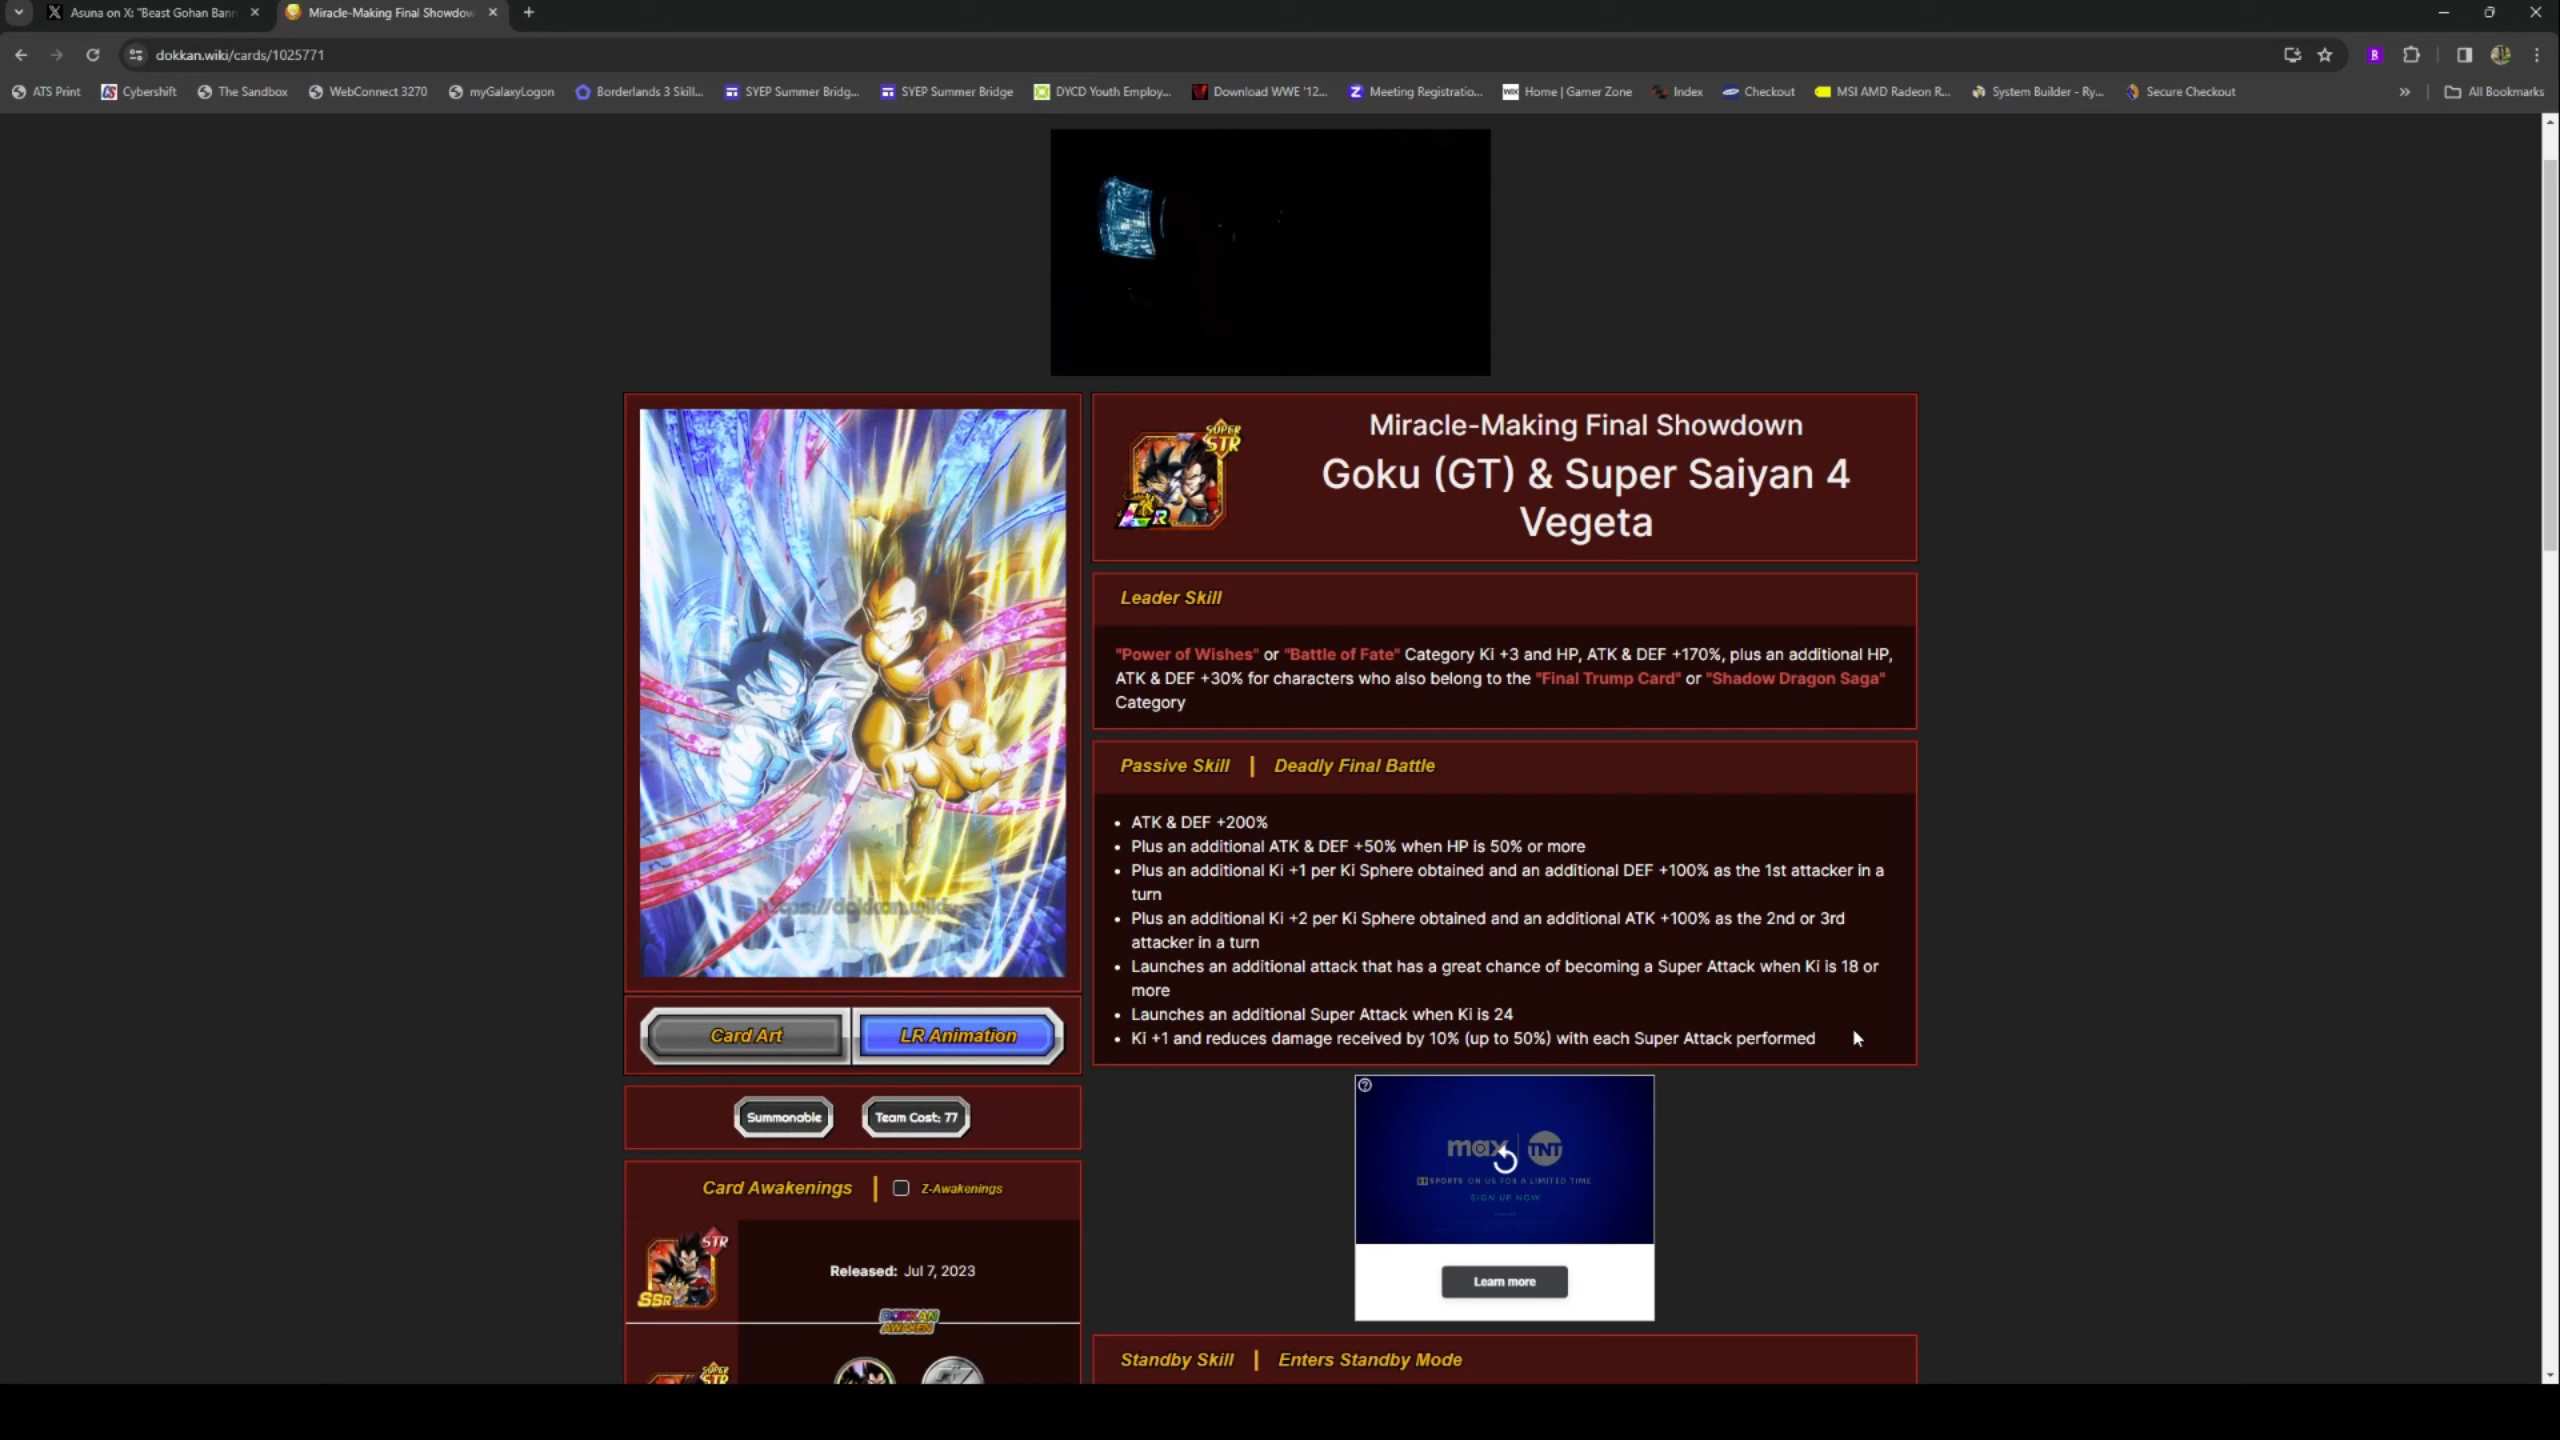 Asuna on X: "Beast Gohan Bann
Miracle-Making Final Showdow
dokkan.wiki/cards/1025771
ATS Print
Cybershift
The Sandbox
WebConnect 3270
myGalaxyLogon
Borderlands 3 Skill...
SYEP Summer Bridg...
SYEP Summer Bridge
DYCD Youth Employ...
Download WWE '12...
Meeting Registratio...
Home | Gamer Zone
Index
Checkout
MSI AMD Radeon R...
System Builder - Ry...
Secure Checkout
»
All Bookmarks
SUPER
STR
LR
Miracle-Making Final Showdown
Goku (GT) & Super Saiyan 4
Vegeta
Leader Skill
"Power of Wishes" or "Battle of Fate" Category Ki +3 and HP, ATK & DEF +170%, plus an additional HP,
ATK & DEF +30% for characters who also belong to the "Final Trump Card" or "Shadow Dragon Saga"
Category
Passive Skill | Deadly Final Battle
• ATK & DEF +200%
• Plus an additional ATK & DEF +50% when HP is 50% or more
• Plus an additional Ki +1 per Ki Sphere obtained and an additional DEF +100% as the 1st attacker in a
turn
• Plus an additional Ki +2 per Ki Sphere obtained and an additional ATK +100% as the 2nd or 3rd
attacker in a turn
• Launches an additional attack that has a great chance of becoming a Super Attack when Ki is 18 or
more
• Launches an additional Super Attack when Ki is 24
• Ki +1 and reduces damage received by 10% (up to 50%) with each Super Attack performed
https://dokkan.wiki
Card Art
LR Animation
Summonable
Team Cost: 77
Card Awakenings | Z-Awakenings
STR
SSR
Released: Jul 7, 2023
DOKKAN
AWAKEN
SUPER
STR
max | TNT
SPORTS ON US FOR A LIMITED TIME
SIGN UP NOW
Learn more
Standby Skill | Enters Standby Mode